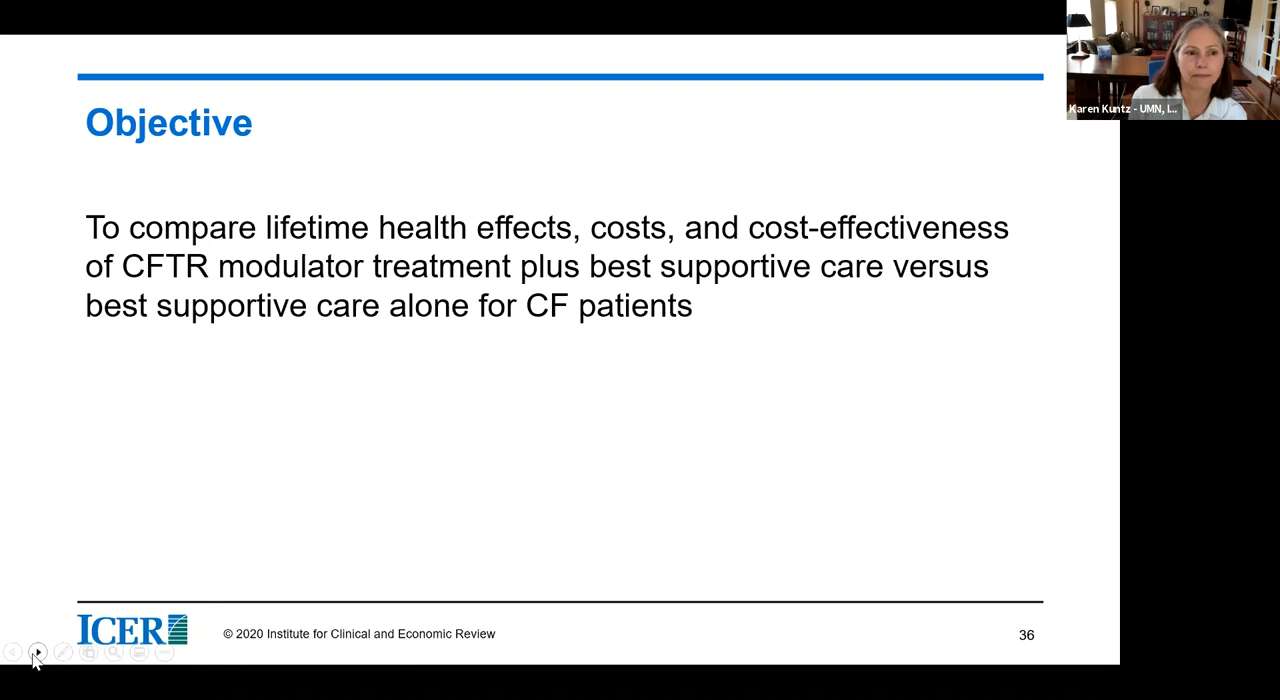 Karen Kuntz - UMN, I...
Objective
To compare lifetime health effects, costs, and cost-effectiveness
of CFTR modulator treatment plus best supportive care versus
best supportive care alone for CF patients
ICER
© 2020 Institute for Clinical and Economic Review
36